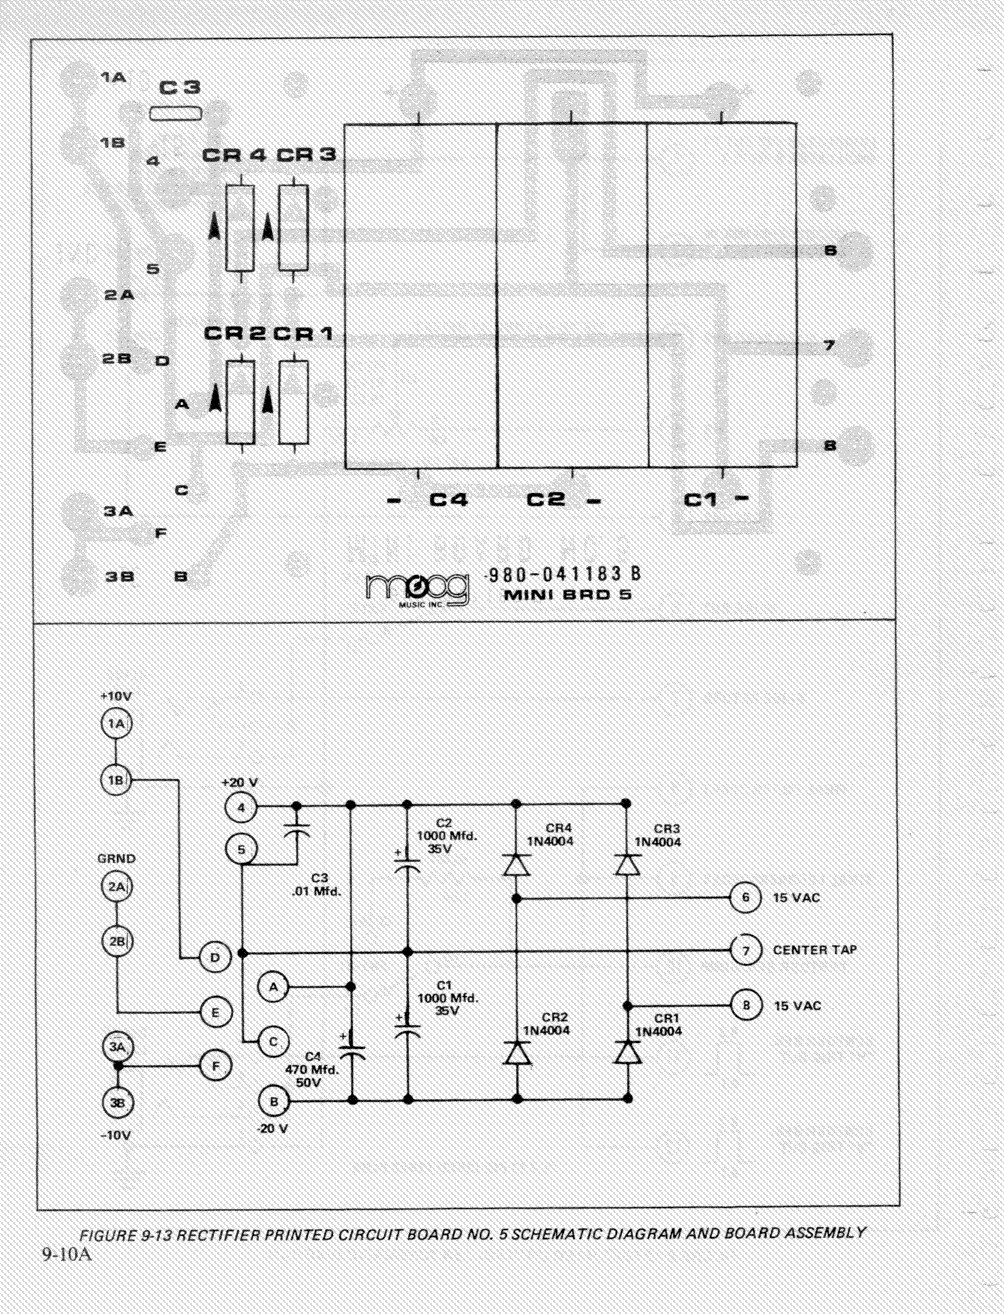 1A
C3
1B
4
CR4 CR3
5
2A
6
CR2 CR1
2B D
7
A
E
8
C
- C4 C2 - C1 -
3A
F
3B B
moog
MUSIC INC.
-980-041183 B
MINI BRD 5
+10V
1A
1B
+20 V
4
C2
1000 Mfd.
35V
CR4
1N4004
CR3
1N4004
5
+
GRND
2A
C3
.01 Mfd.
6 15 VAC
2B
D
7 CENTER TAP
A
C1
1000 Mfd.
35V
8 15 VAC
E
+
CR2
1N4004
CR1
1N4004
+
C
3A
C4
470 Mfd.
50V
F
3B
B
-10V
-20 V
FIGURE 9-13 RECTIFIER PRINTED CIRCUIT BOARD NO. 5 SCHEMATIC DIAGRAM AND BOARD ASSEMBLY
9-10A